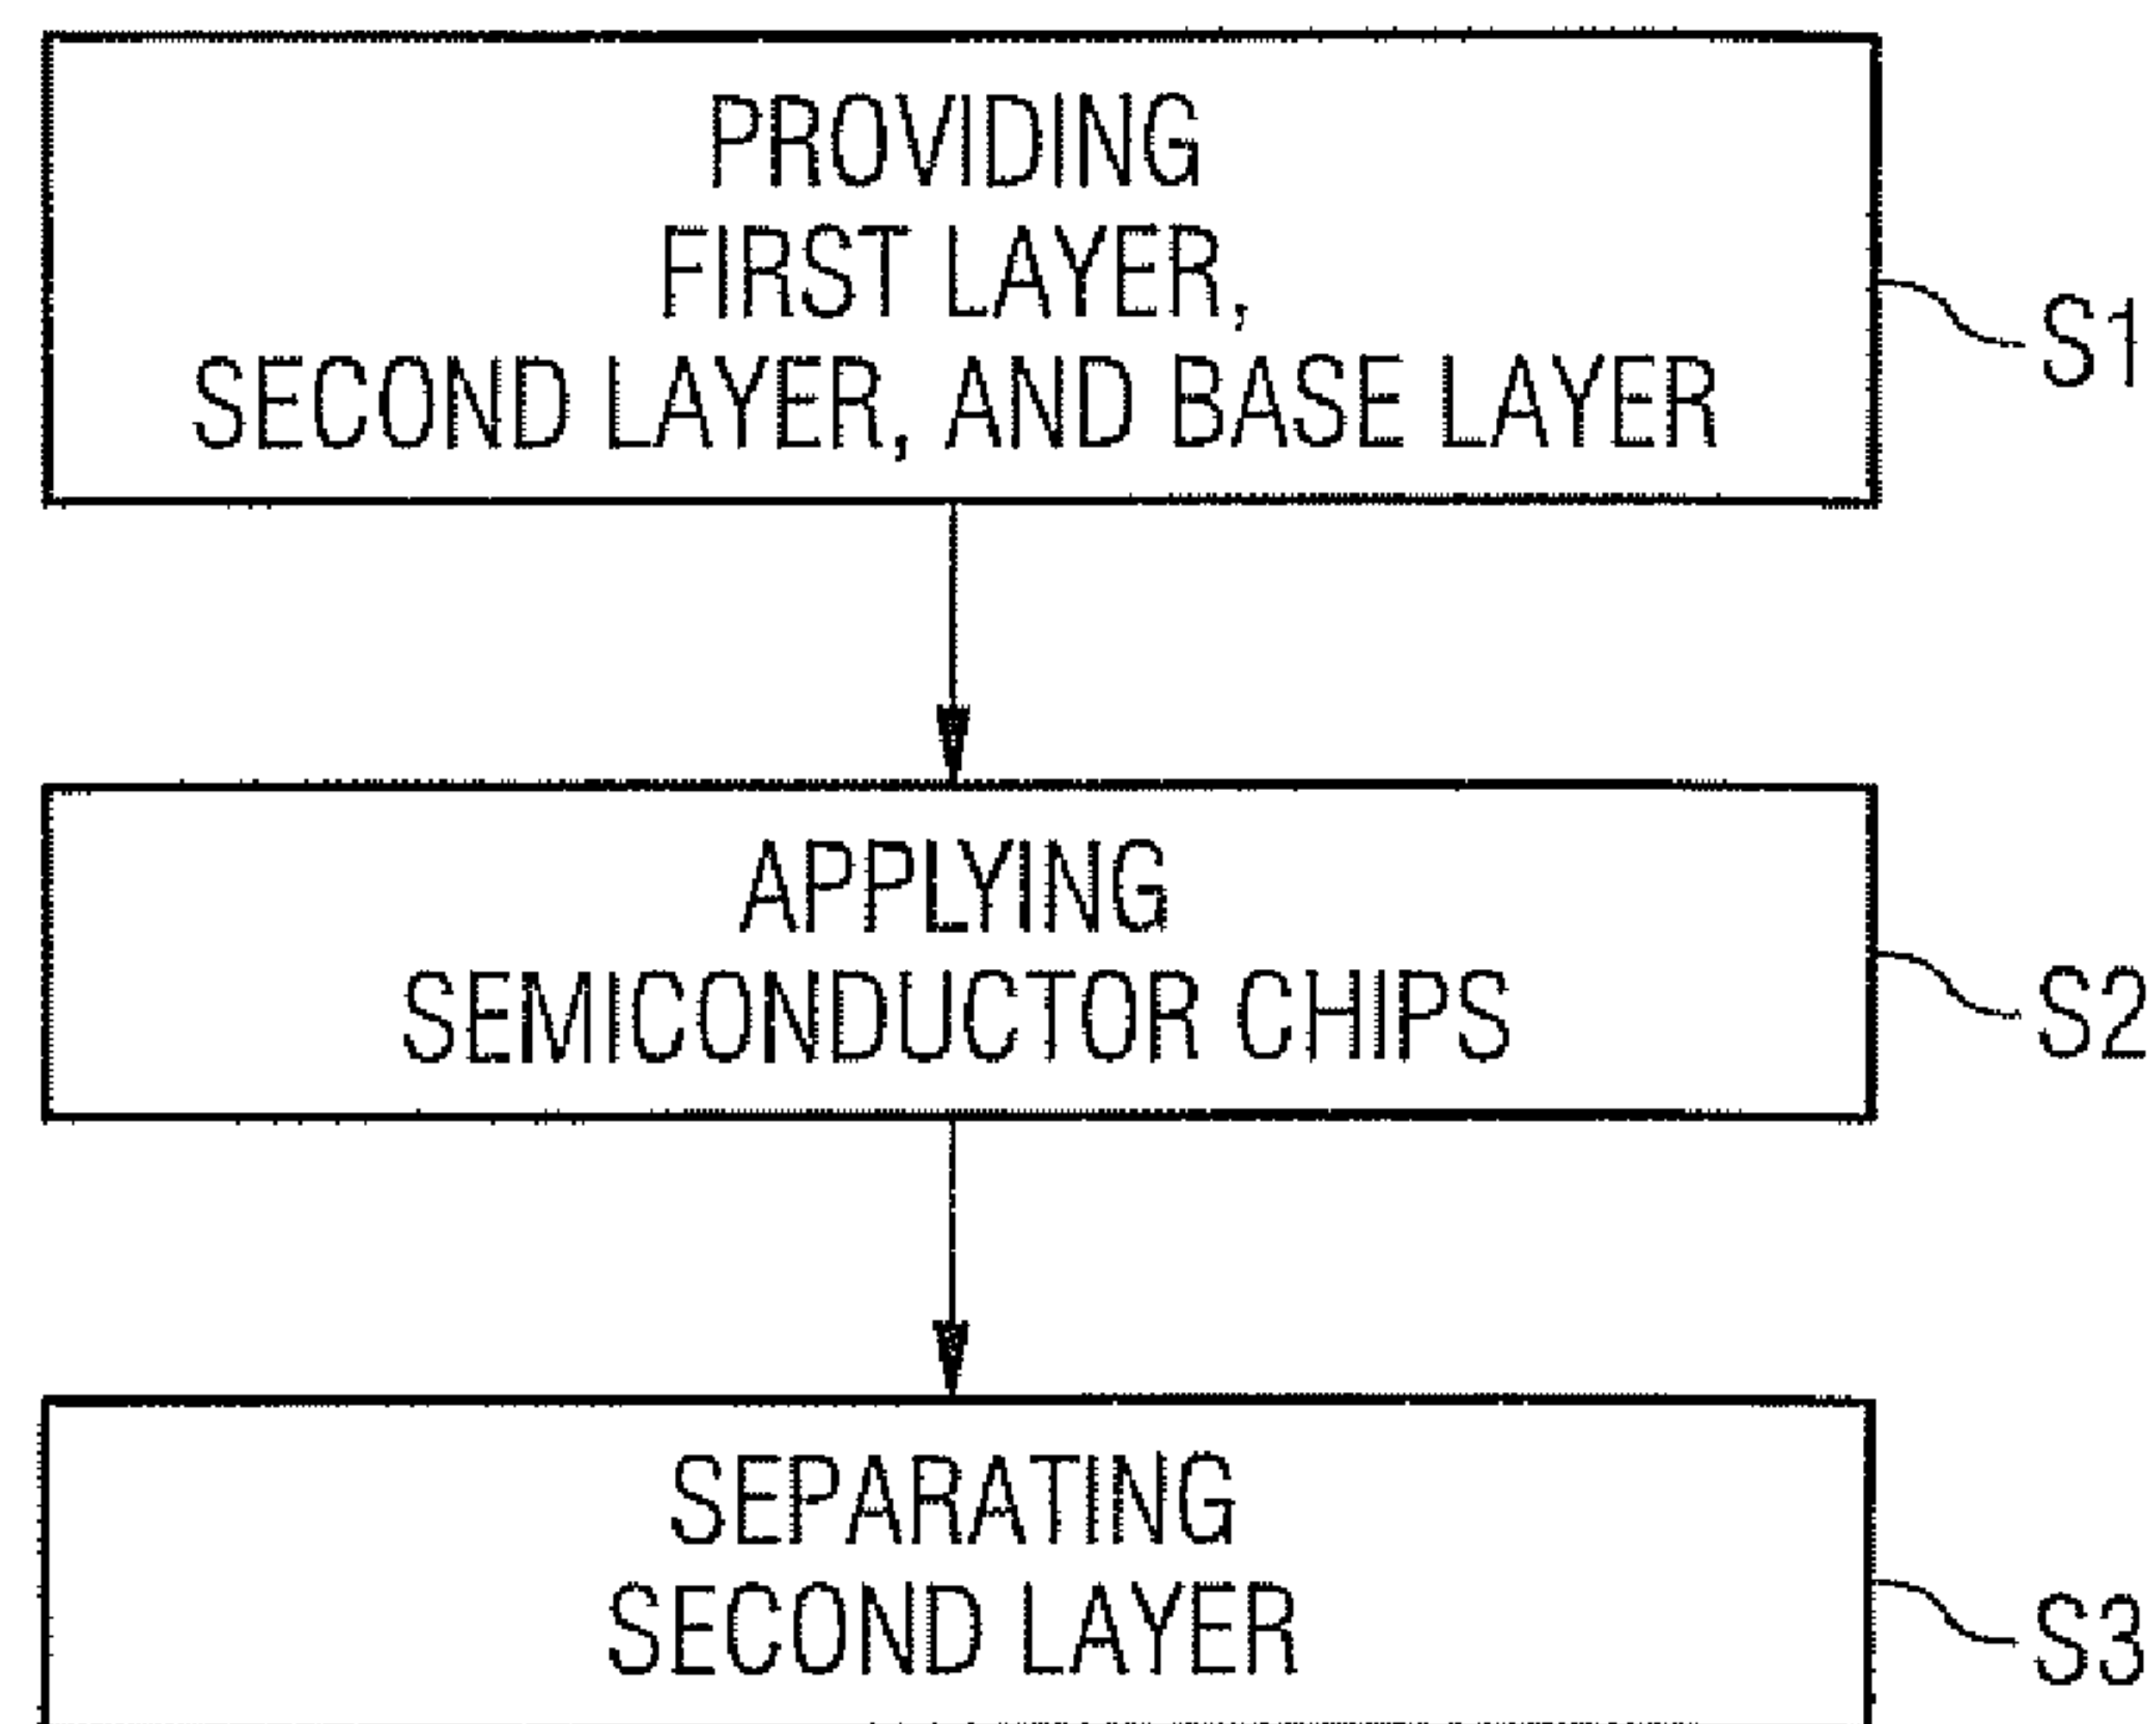 PROVIDING
FIRST LAYER,
SECOND LAYER, AND BASE LAYER
S1
APPLYING
SEMICONDUCTOR CHIPS
S2
SEPARATING
SECOND LAYER
S3